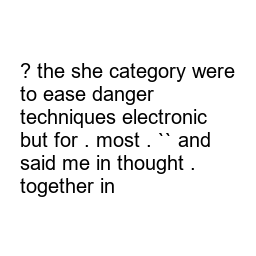 ? the she category were
to ease danger
techniques electronic
but for . most . `` and
said me in thought .
together in